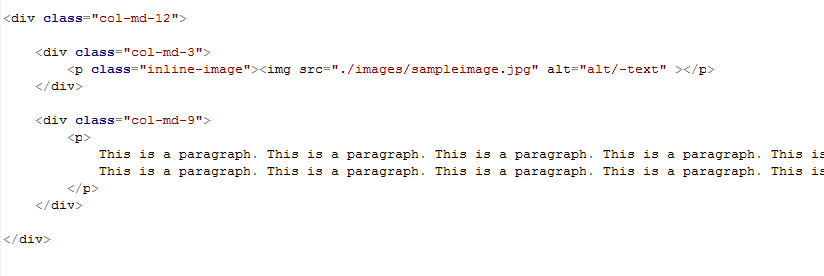 <div class="col-md-12">
<div class="col-md-3">
<p class="inline-image"><img src="./images/sampleimage.jpg" alt="alt/-text" ></p>
</div>
<div class="col-md-9">
<p>
This is a paragraph. This is a paragraph. This is a paragraph. This is a paragraph. This is
This is a paragraph. This is a paragraph. This is a paragraph. This is a paragraph. This is
</p>
</div>
</div>